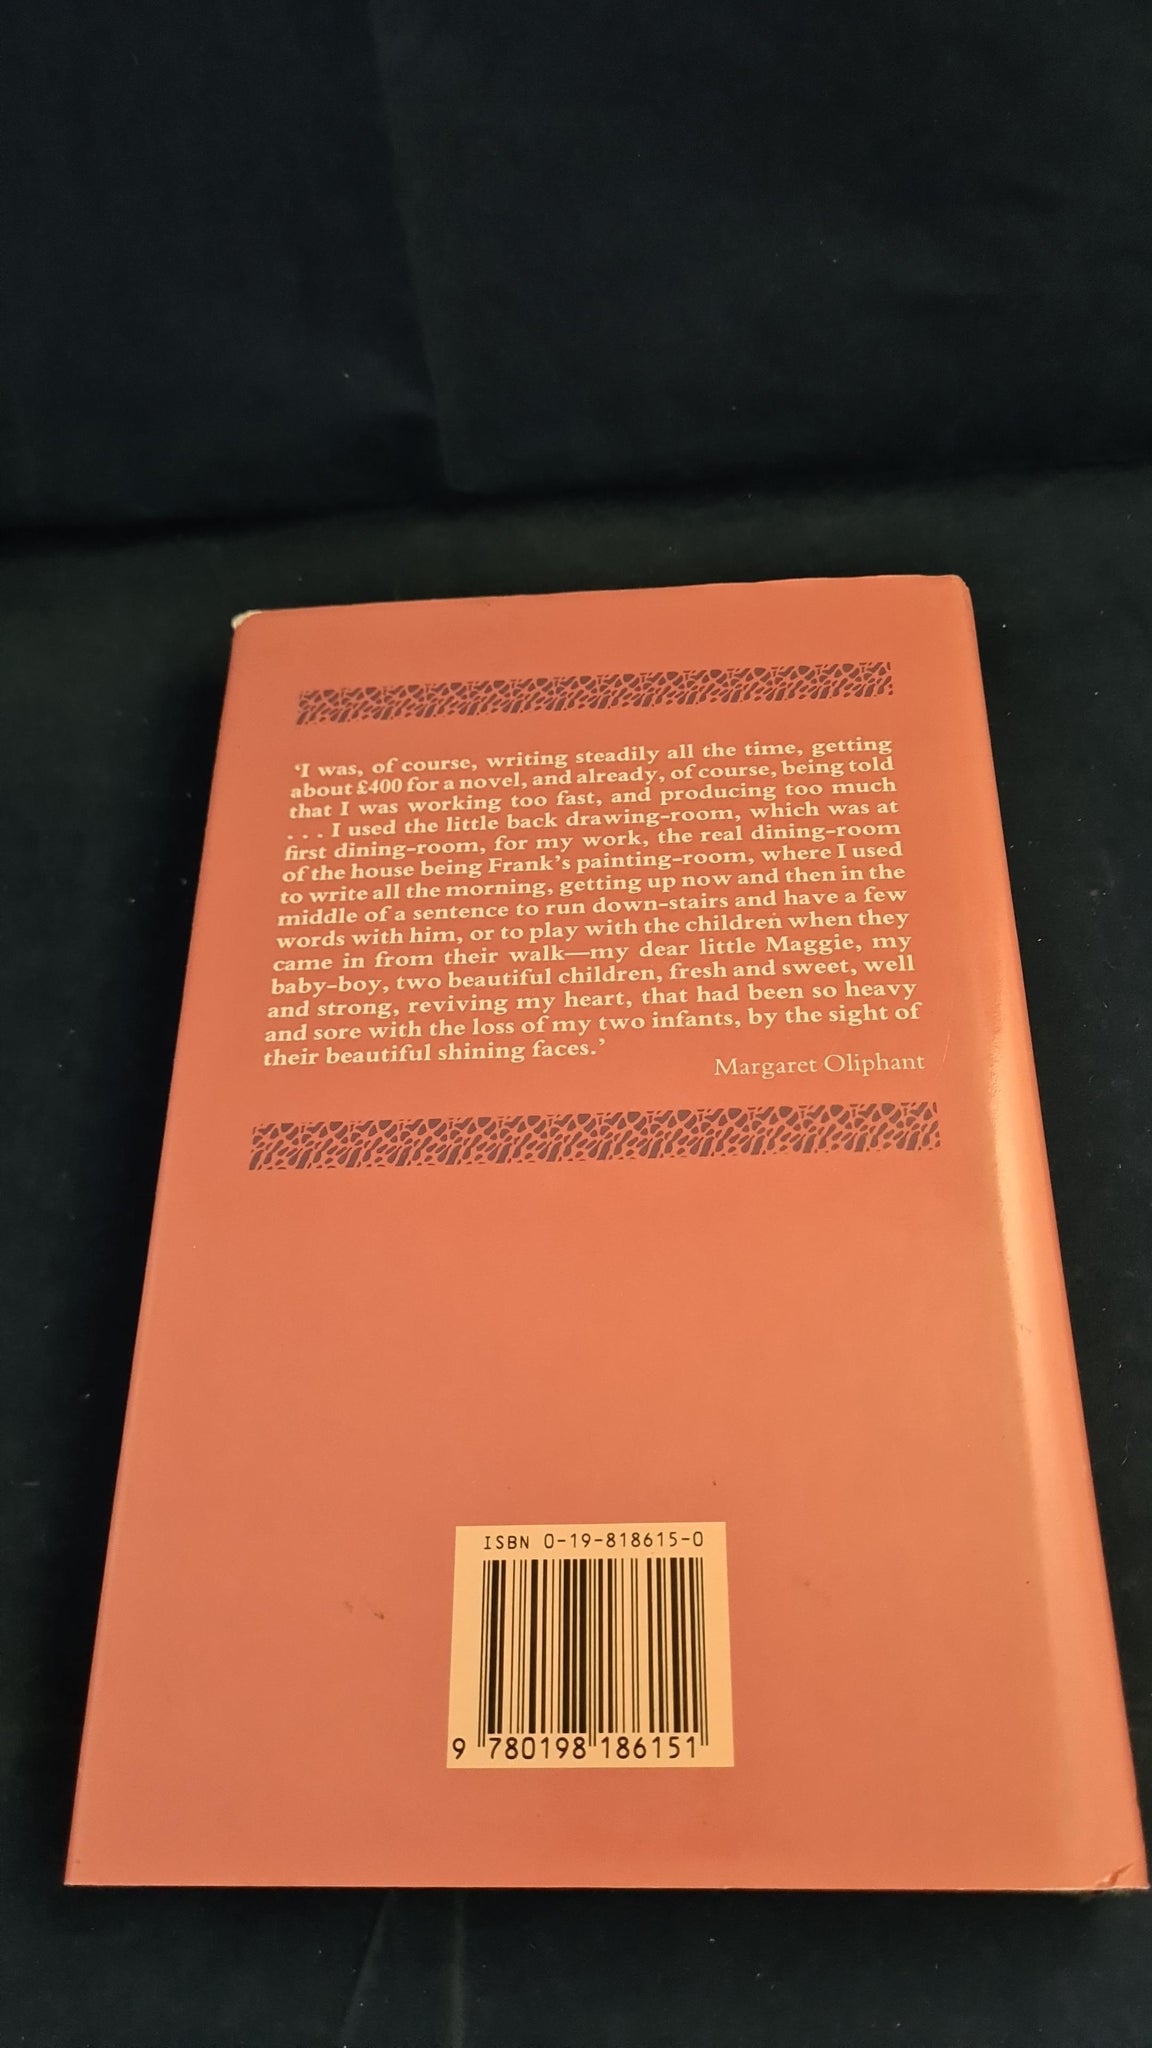 ‘I was, of course, writing steadily all the time, getting
about £400 for a novel, and already, of course, being told
that I was working too fast, and producing too much
. . . I used the little back drawing-room, which was at
first dining-room, for my work, the real dining-room
of the house being Frank’s painting-room, where I used
to write all the morning, getting up now and then in the
middle of a sentence to run down-stairs and have a few
words with him, or to play with the children when they
came in from their walk—my dear little Maggie, my
baby-boy, two beautiful children, fresh and sweet, well
and strong, reviving my heart, that had been so heavy
and sore with the loss of my two infants, by the sight of
their beautiful shining faces.’
Margaret Oliphant
ISBN 0-19-818615-0
9 780198 186151